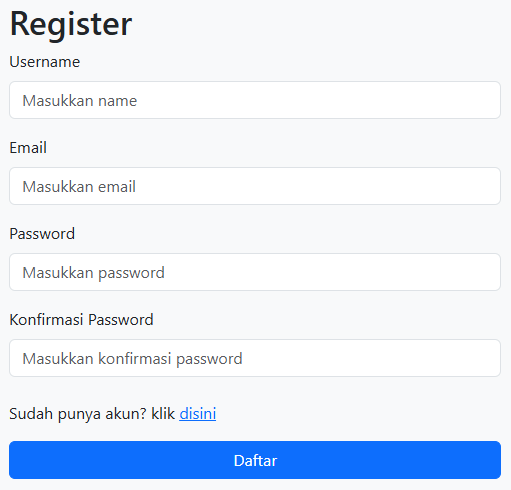 Register
Username
Masukkan name
Email
Masukkan email
Password
Masukkan password
Konfirmasi Password
Masukkan konfirmasi password
Sudah punya akun? klik disini
Daftar